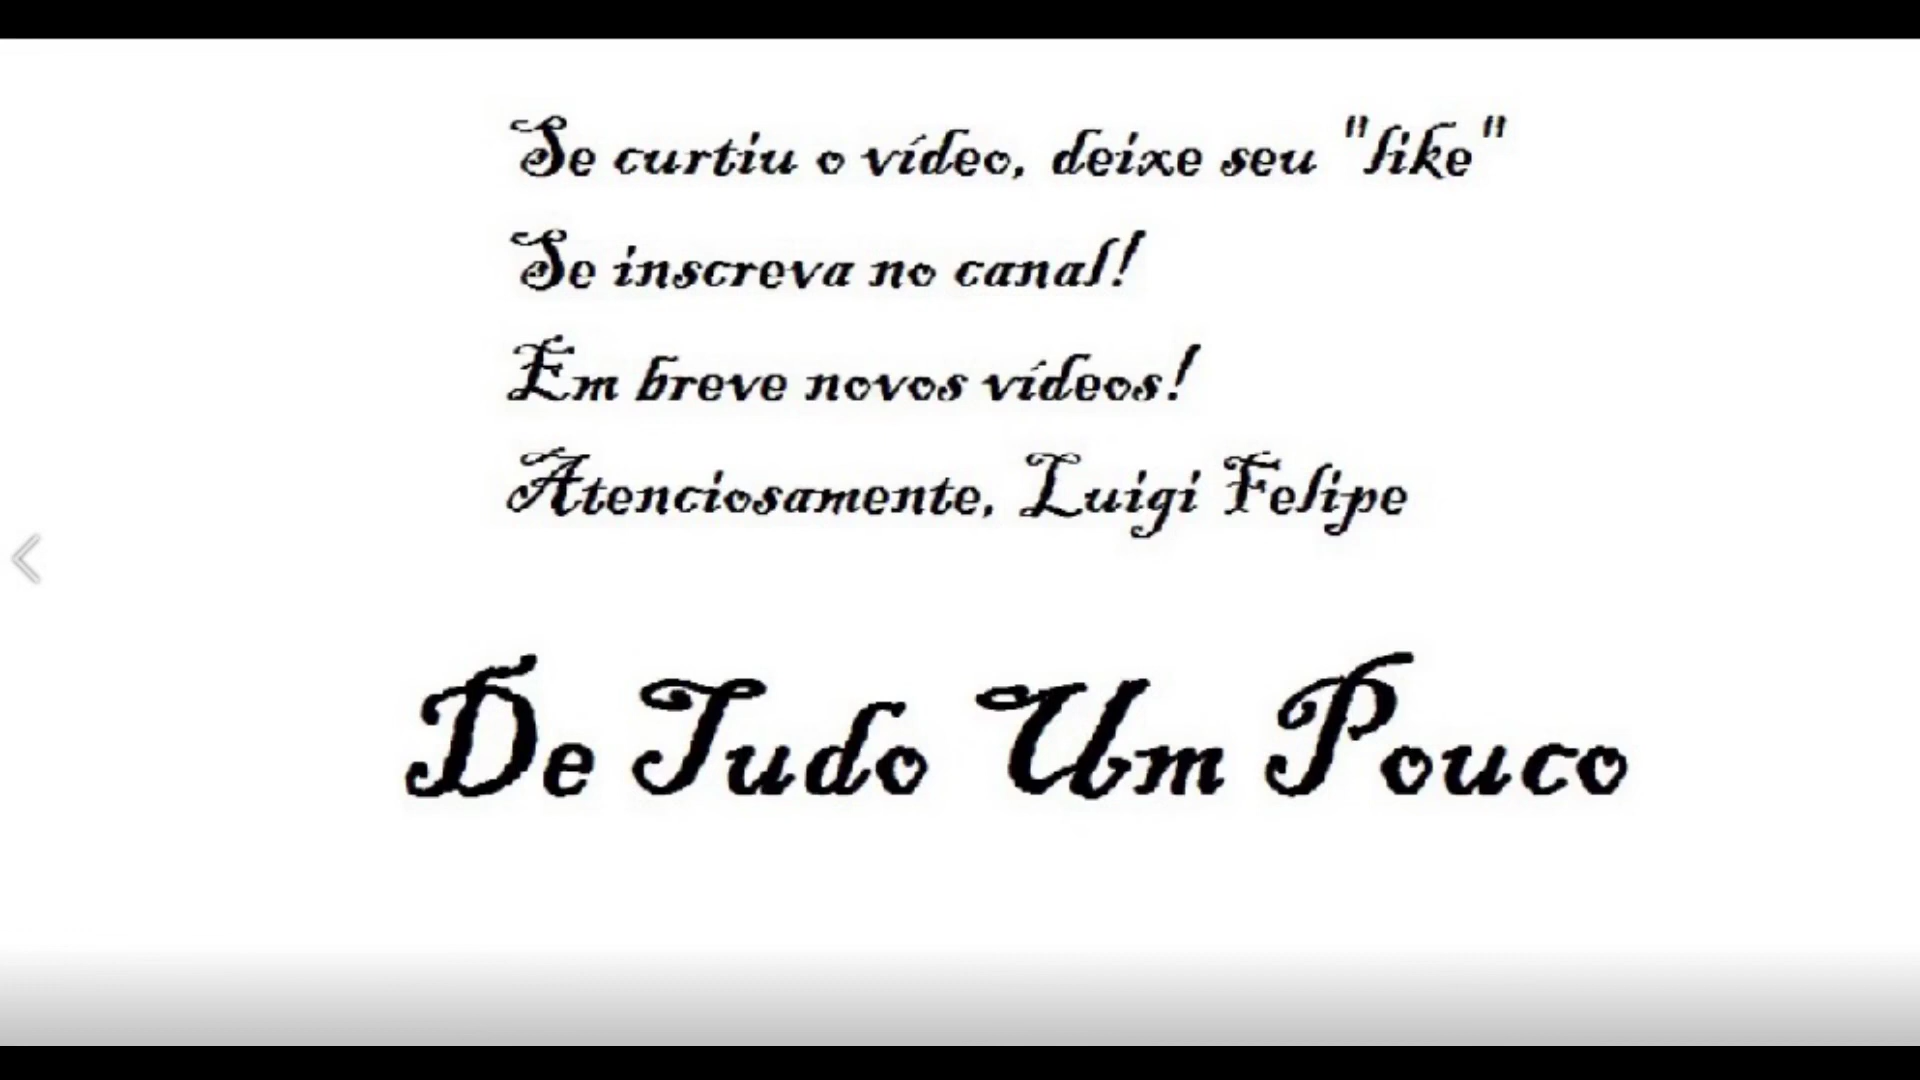 Se curtiu o vídeo, deixe seu "like"
Se inscreva no canal!
Em breve novos vídeos!
Atenciosamente, Luigi Felipe
De Tudo Um Pouco